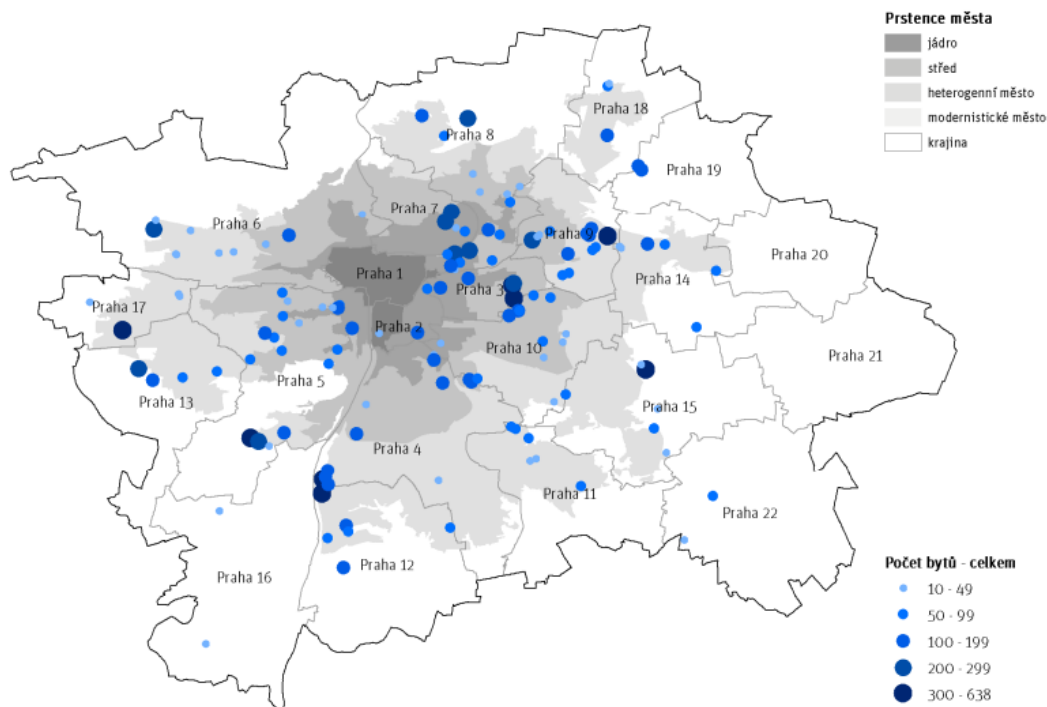 Prstence města
jádro
střed
heterogenní město
modernistické město
krajina
Praha 18
Praha 8
Praha 19
Praha 7
Praha 6
Praha 9
Praha 20
Praha 1
Praha 14
Praha 3
Praha 17
Praha 2
Praha 10
Praha 21
Praha 5
Praha 13
Praha 15
Praha 4
Praha 11
Praha 22
Praha 12
Praha 16
Počet bytů - celkem
10 - 49
50 - 99
100 - 199
200 - 299
300 - 638